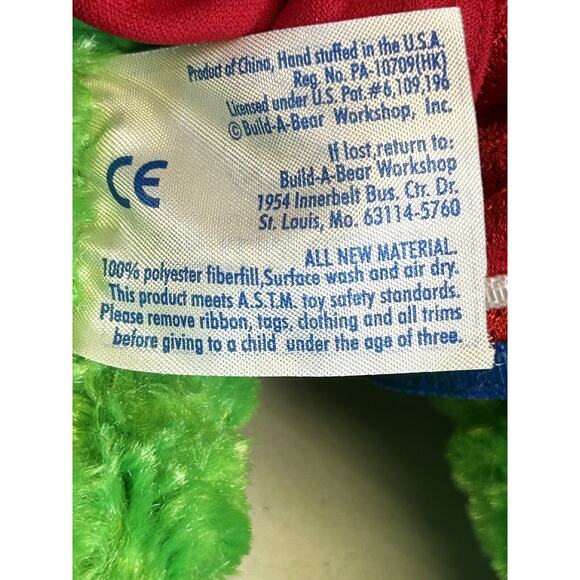 Product of China, Hand stuffed in the U.S.A.
Reg. No. PA-10709(HK)
Licensed under U.S. Pat.#6,109,196
© Build-A-Bear Workshop, Inc.
CE
If lost,return to:
Build-A-Bear Workshop
1954 Innerbelt Bus. Ctr. Dr.
St. Louis, Mo. 63114-5760
ALL NEW MATERIAL.
100% polyester fiberfill,Surface wash and air dry.
This product meets A.S.T.M. toy safety standards.
Please remove ribbon, tags, clothing and all trims
before giving to a child under the age of three.